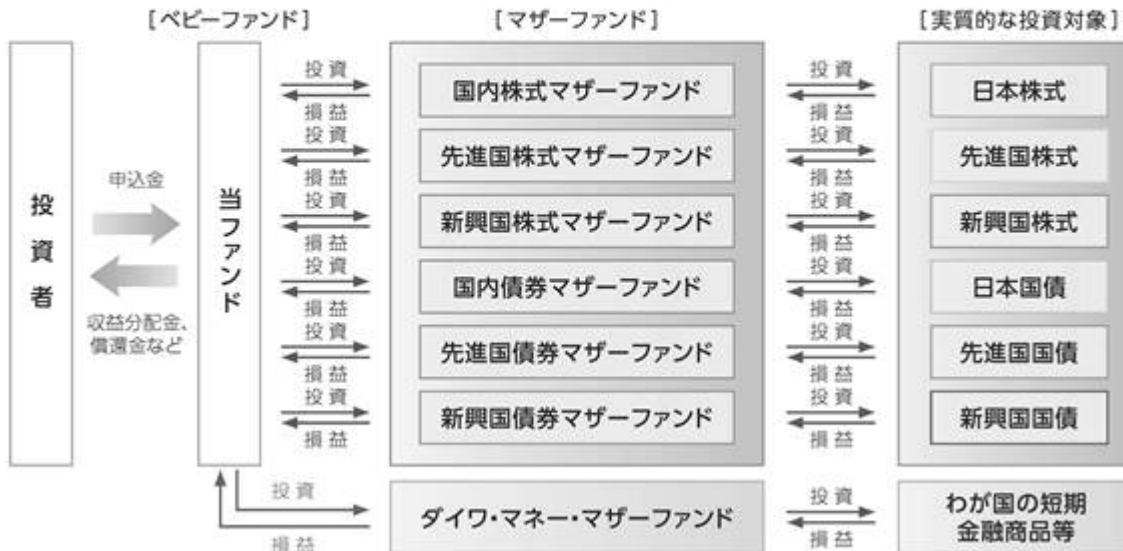 [ベビーファンド]
[マザーファンド]
[実質的な投資対象]
投資者
申込金
収益分配金、
償還金など
当ファンド
投資
損益
投資
損益
投資
損益
投資
損益
投資
損益
投資
損益
国内株式マザーファンド
先進国株式マザーファンド
新興国株式マザーファンド
国内債券マザーファンド
先進国債券マザーファンド
新興国債券マザーファンド
投資
損益
投資
損益
投資
損益
投資
損益
投資
損益
投資
損益
日本株式
先進国株式
新興国株式
日本国債
先進国国債
新興国国債
投資
損益
ダイワ・マネー・マザーファンド
投資
損益
わが国の短期
金融商品等